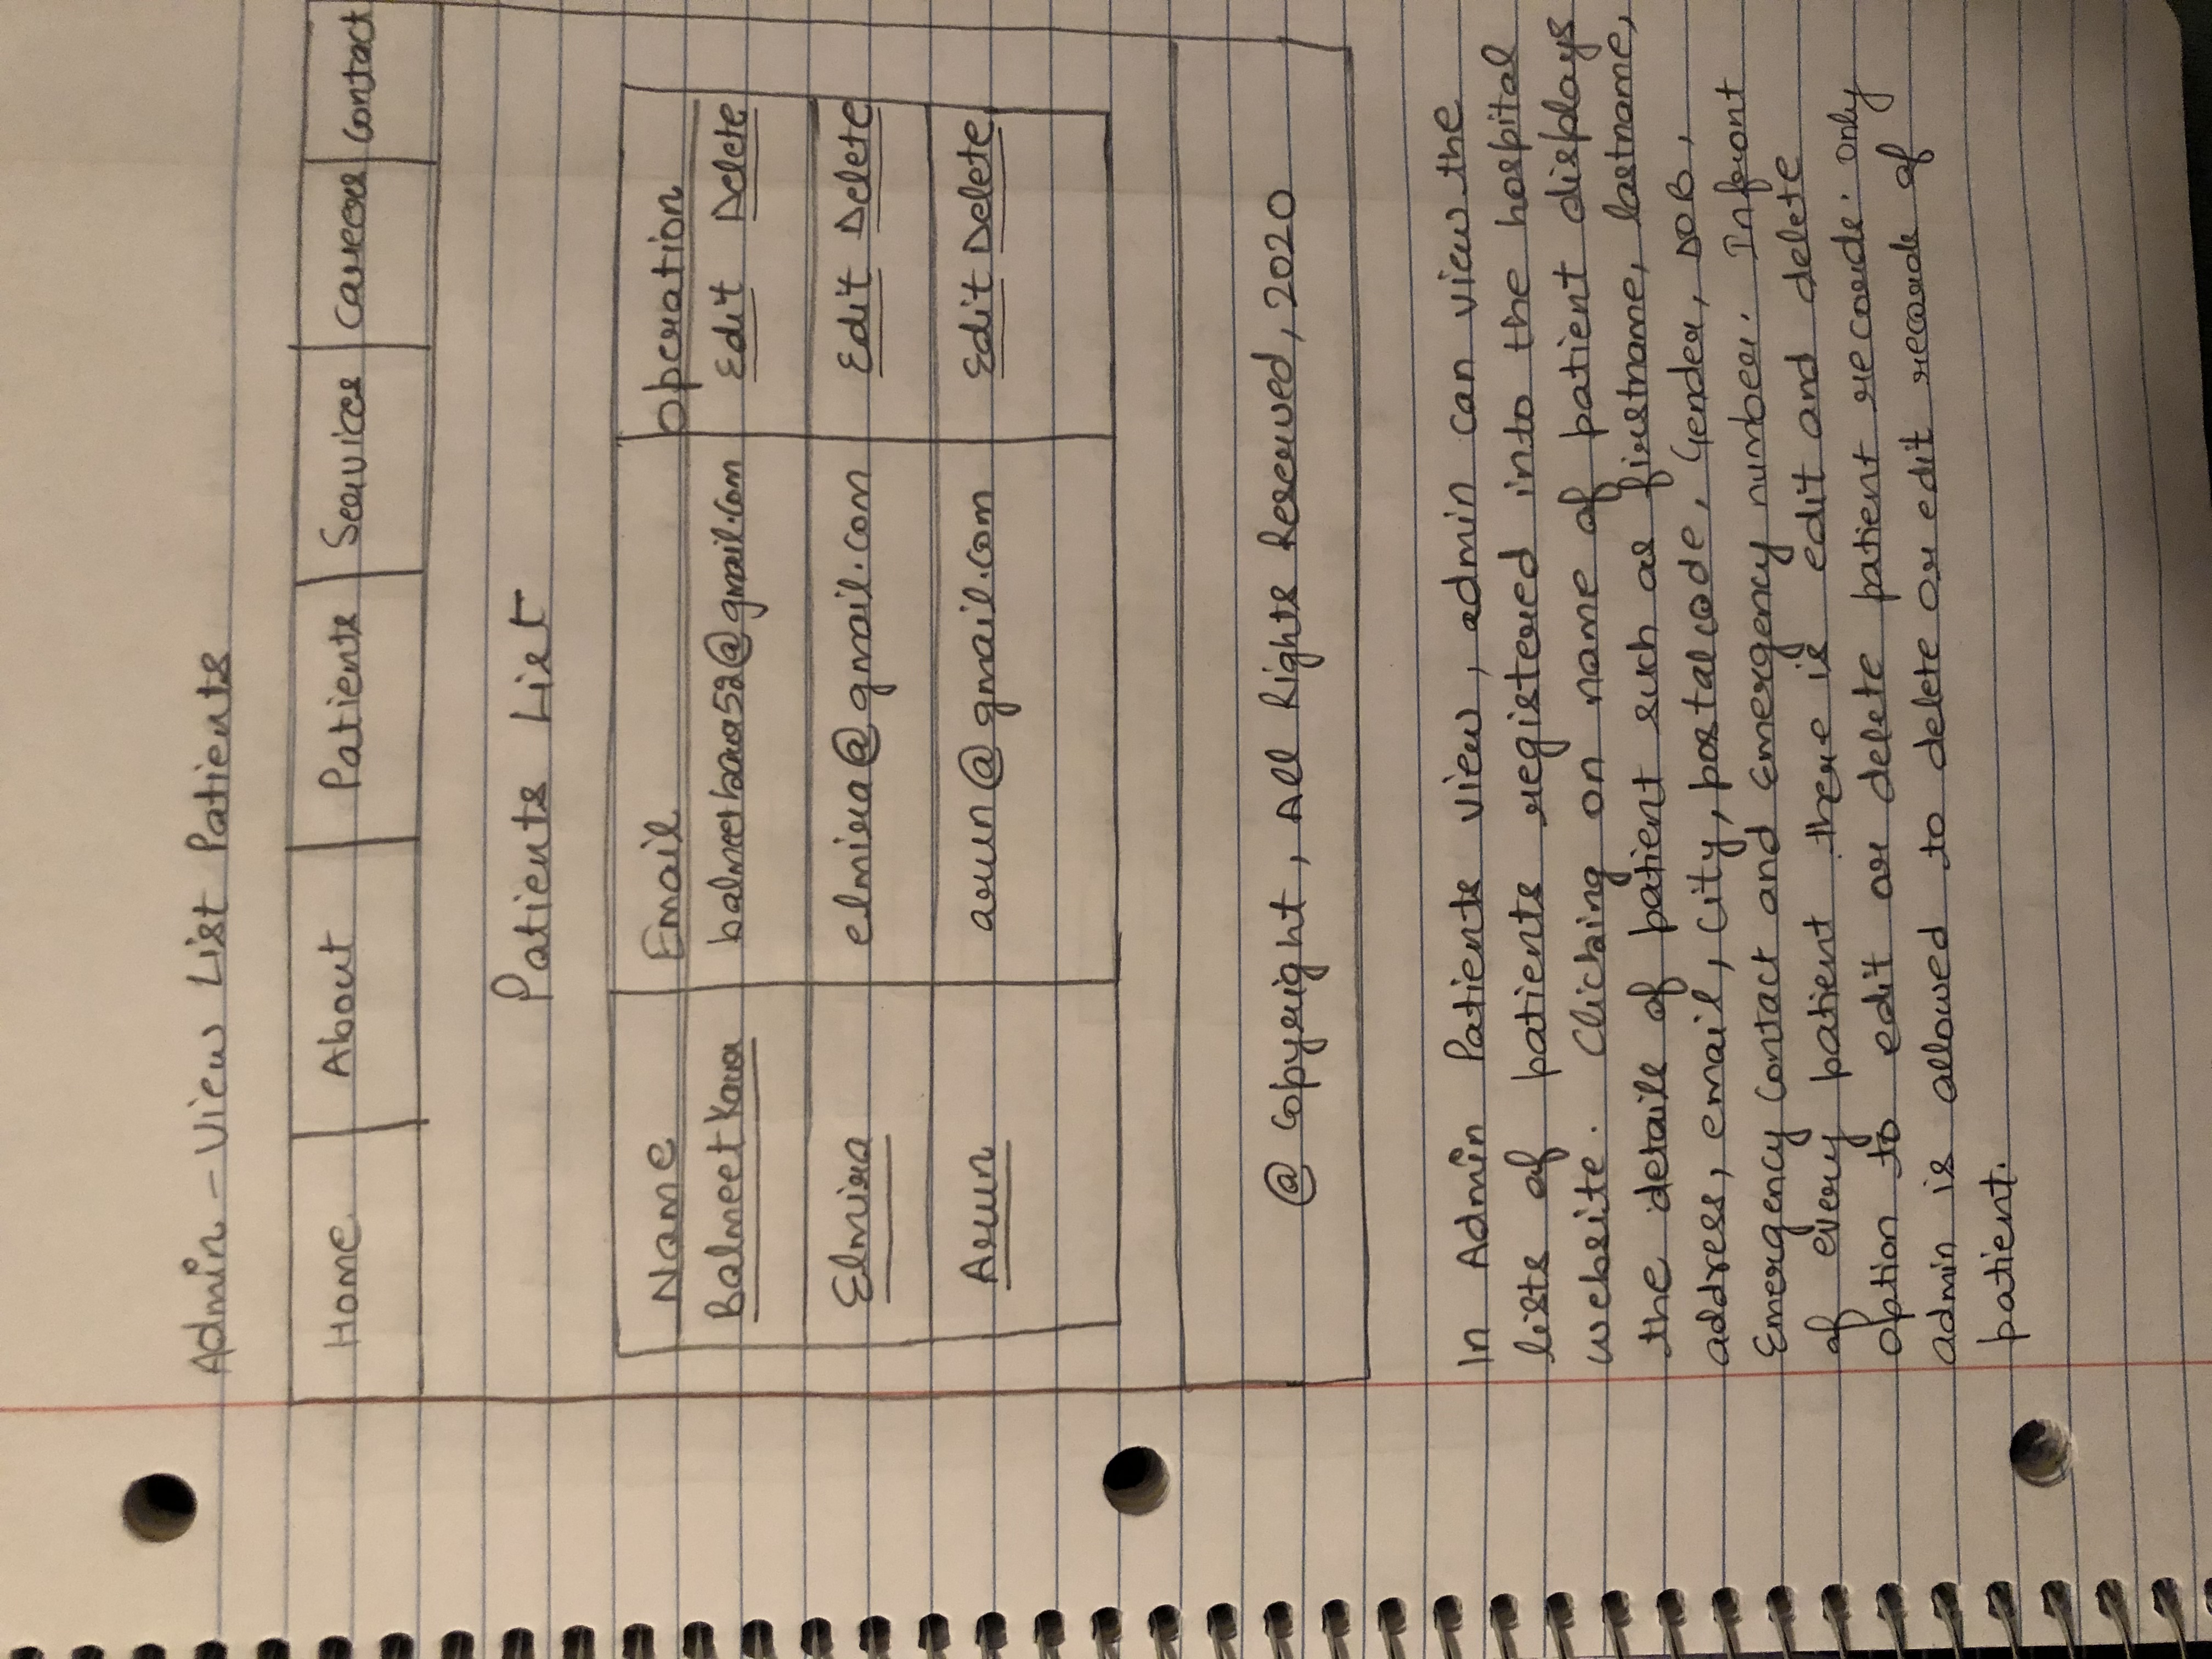 Admin - View List Patients
Home About Patients Services Careers Contact
Patients List
Name Email Operation
Balmeet Kaur balmeetkaur52@gmail.com Edit Delete
Elmira elmira@gmail.com Edit Delete
Arun arun@gmail.com Edit Delete
@ Copyright, All Rights Reserved, 2020
In Admin Patients View, admin can view the
lists of patients registered into the hospital
website. Clicking on name of patient displays
the details of patient such as firstname, lastname,
address, email, City, postalcode, Gender, DOB,
Emergency Contact and Emergency number. Infront
of every patient there is edit and delete
option to edit or delete patient records. Only
admin is allowed to delete or edit records of
patient.